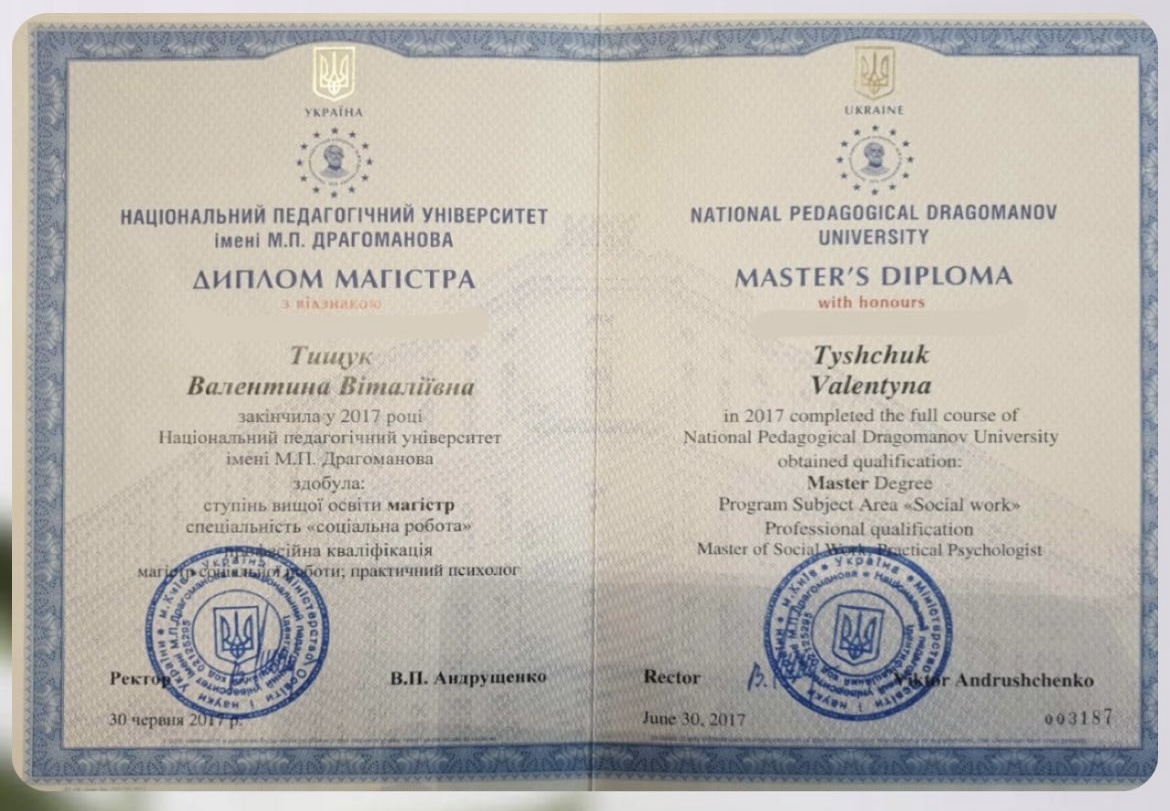 УКРАЇНА
НАЦІОНАЛЬНИЙ ПЕДАГОГІЧНИЙ УНІВЕРСИТЕТ
імені М.П. ДРАГОМАНОВА
ДИПЛОМ МАГІСТРА
з відзнакою
Тищук
Валентина Віталіївна
закінчила у 2017 році
Національний педагогічний університет
імені М.П. Драгоманова
здобула:
ступінь вищої освіти магістр
спеціальність «соціальна робота»
професійна кваліфікація
магістр соціальної роботи; практичний психолог
Ректор
В.П. Андрущенко
30 червня 2017 р.
UKRAINE
NATIONAL PEDAGOGICAL DRAGOMANOV
UNIVERSITY
MASTER'S DIPLOMA
with honours
Tyshchuk
Valentyna
in 2017 completed the full course of
National Pedagogical Dragomanov University
obtained qualification:
Master Degree
Program Subject Area «Social work»
Professional qualification
Master of Social Work, Practical Psychologist
Rector
Viktor Andrushchenko
June 30, 2017
003187